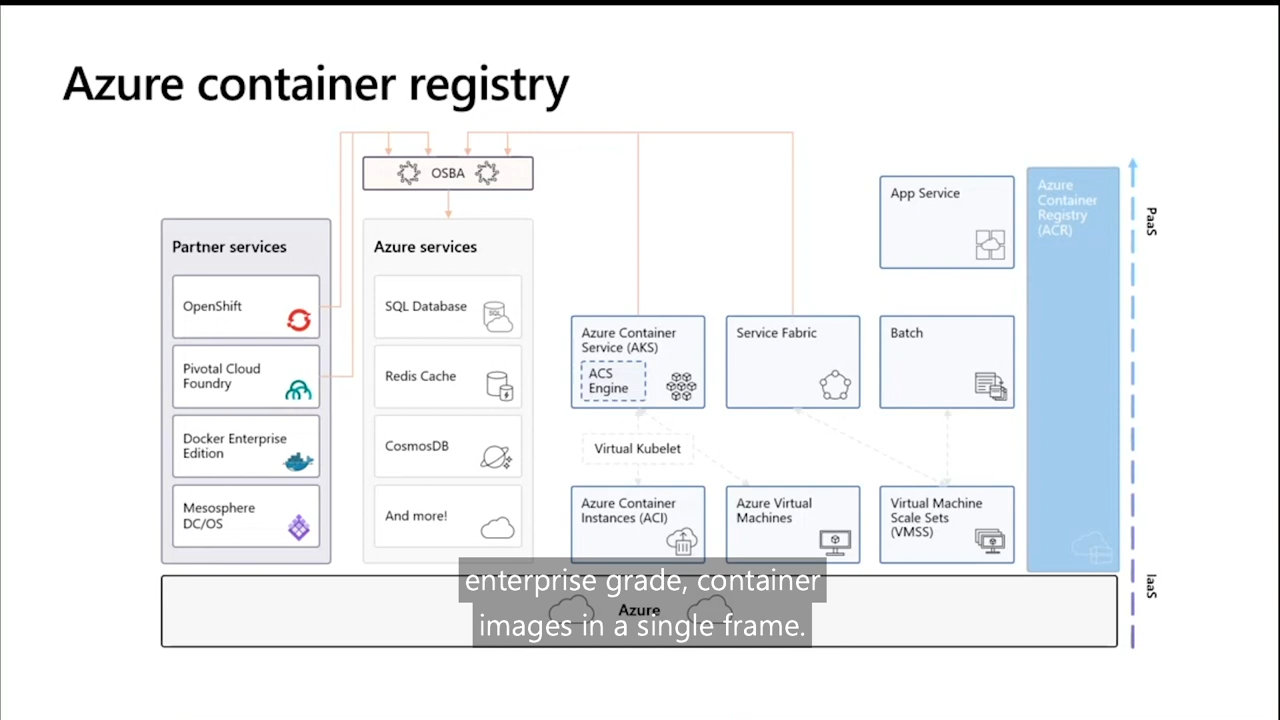 Azure container registry
OSBA
Partner services
OpenShift
Pivotal Cloud
Foundry
Docker Enterprise
Edition
Mesosphere
DC/OS
Azure services
SQL Database
SQL
Redis Cache
CosmosDB
And more!
Azure Container
Service (AKS)
ACS
Engine
Service Fabric
App Service
Batch
Virtual Kubelet
Azure Container
Instances (ACI)
Azure Virtual
Machines
Virtual Machine
Scale Sets
(VMSS)
Azure
Container
Registry
(ACR)
PaaS
IaaS
Azure
enterprise grade, container
images in a single frame.